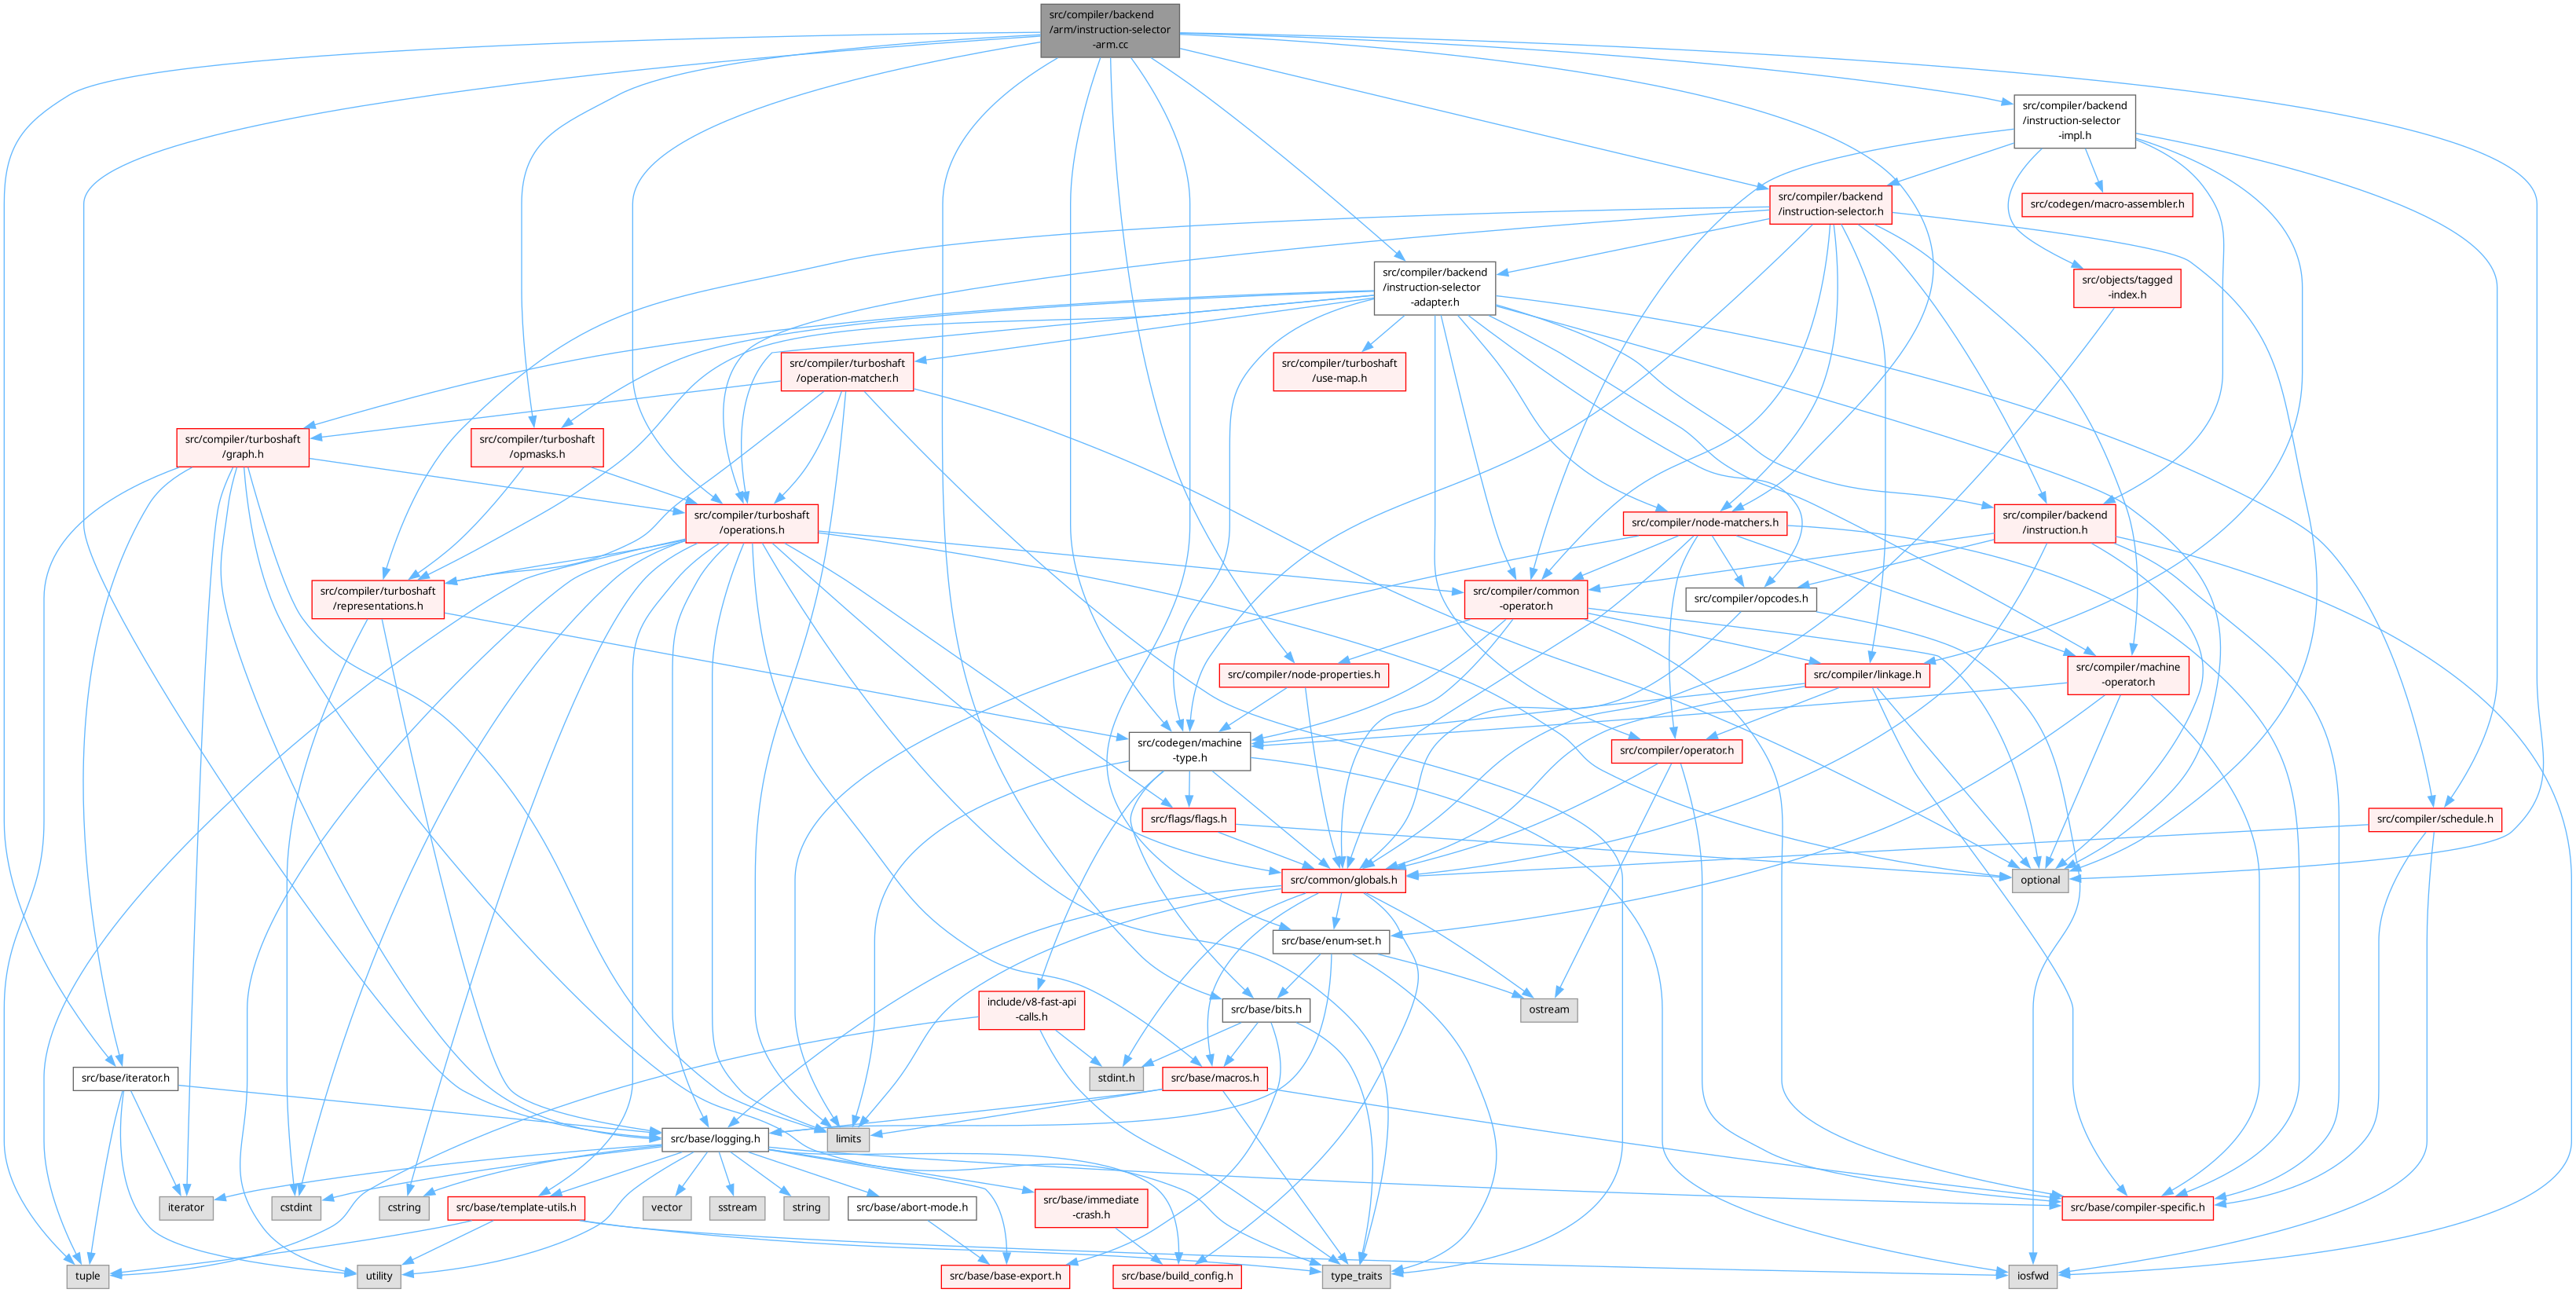 src/compiler/backend
/arm/instruction-selector
-arm.cc
src/compiler/backend
/instruction-selector
-impl.h
src/compiler/backend
/instruction-selector.h
src/codegen/macro-assembler.h
src/compiler/backend
/instruction-selector
-adapter.h
src/objects/tagged
-index.h
src/compiler/turboshaft
/operation-matcher.h
src/compiler/turboshaft
/use-map.h
src/compiler/turboshaft
/graph.h
src/compiler/turboshaft
/opmasks.h
src/compiler/turboshaft
/operations.h
src/compiler/node-matchers.h
src/compiler/backend
/instruction.h
src/compiler/turboshaft
/representations.h
src/compiler/common
-operator.h
src/compiler/opcodes.h
src/compiler/node-properties.h
src/compiler/linkage.h
src/compiler/machine
-operator.h
src/codegen/machine
-type.h
src/compiler/operator.h
src/flags/flags.h
src/compiler/schedule.h
src/common/globals.h
optional
src/base/enum-set.h
include/v8-fast-api
-calls.h
src/base/bits.h
ostream
src/base/iterator.h
stdint.h
src/base/macros.h
src/base/logging.h
limits
iterator
cstdint
cstring
src/base/template-utils.h
vector
sstream
string
src/base/abort-mode.h
src/base/immediate
-crash.h
src/base/compiler-specific.h
tuple
utility
src/base/base-export.h
src/base/build_config.h
type_traits
iosfwd